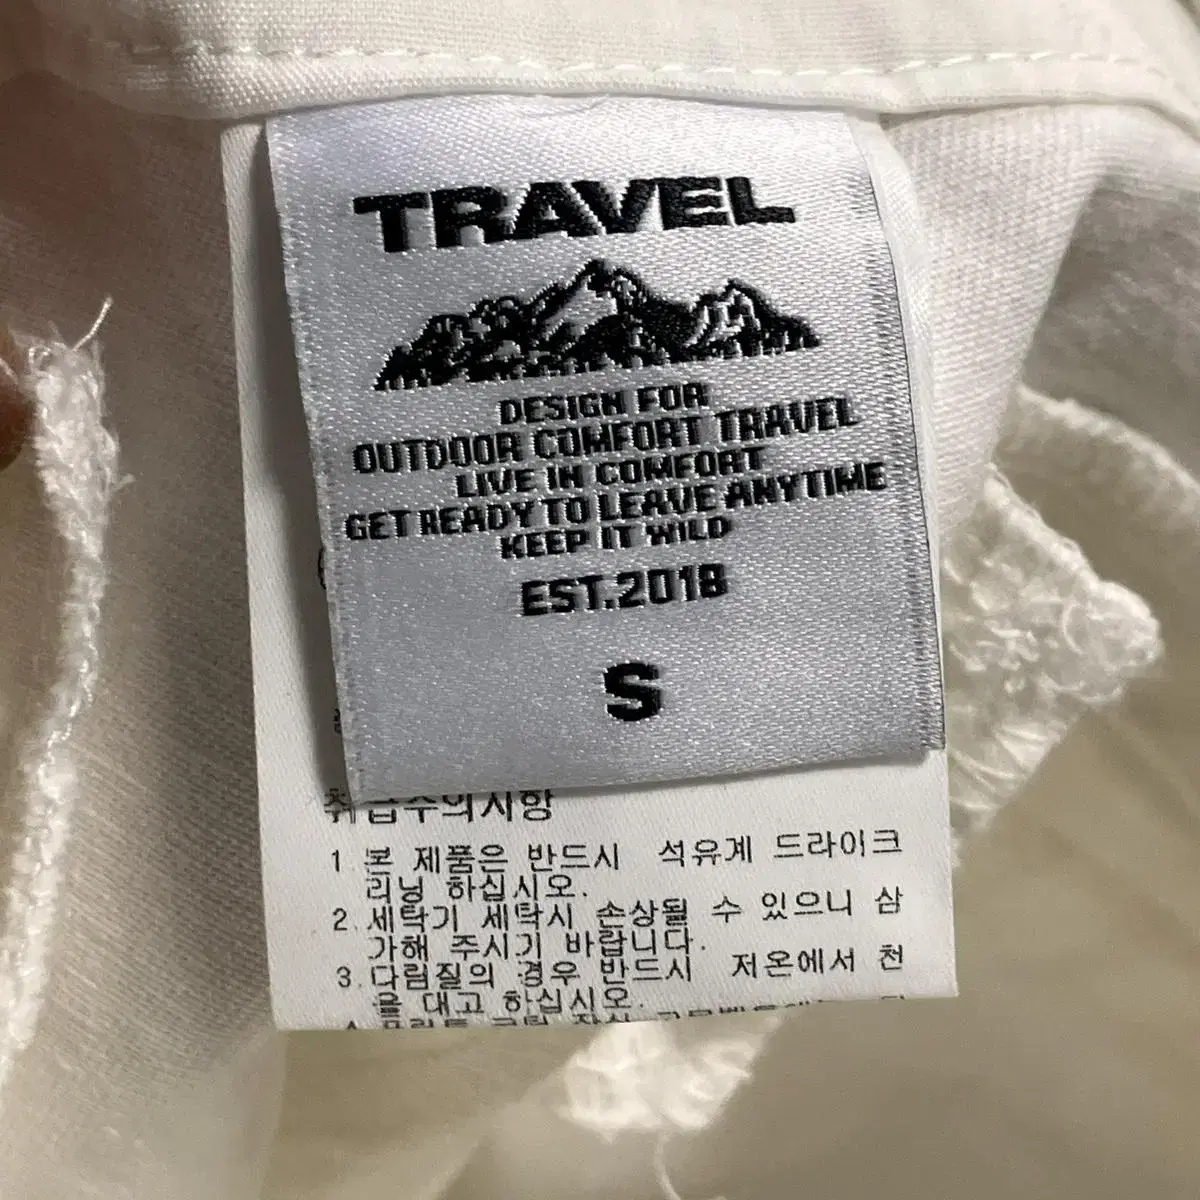 TRAVEL
DESIGN FOR
OUTDOOR COMFORT TRAVEL
LIVE IN COMFORT
GET READY TO LEAVE ANYTIME
KEEP IT WILD
EST.2018
S
취급주의사항
1.본 제품은 반드시 석유계 드라이크
리닝 하십시오.
2.세탁기 세탁시 손상될 수 있으니 삼
가해 주시기 바랍니다.
3.다림질의 경우 반드시 저온에서 천
을 대고 하십시오.